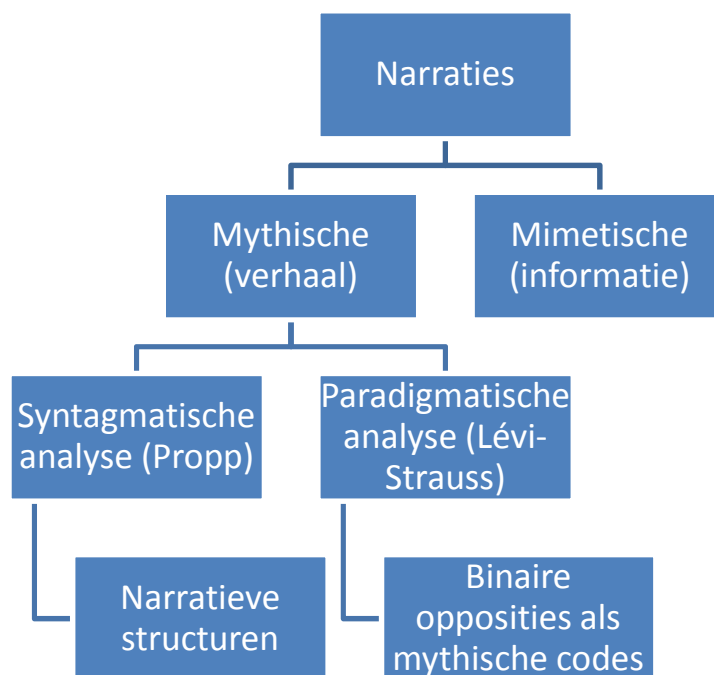 Narraties
Mythische
(verhaal)
Mimetische
(informatie)
Syntagmatische
analyse (Propp)
Paradigmatische
analyse (Lévi-
Strauss)
Narratieve
structuren
Binaire
opposities als
mythische codes